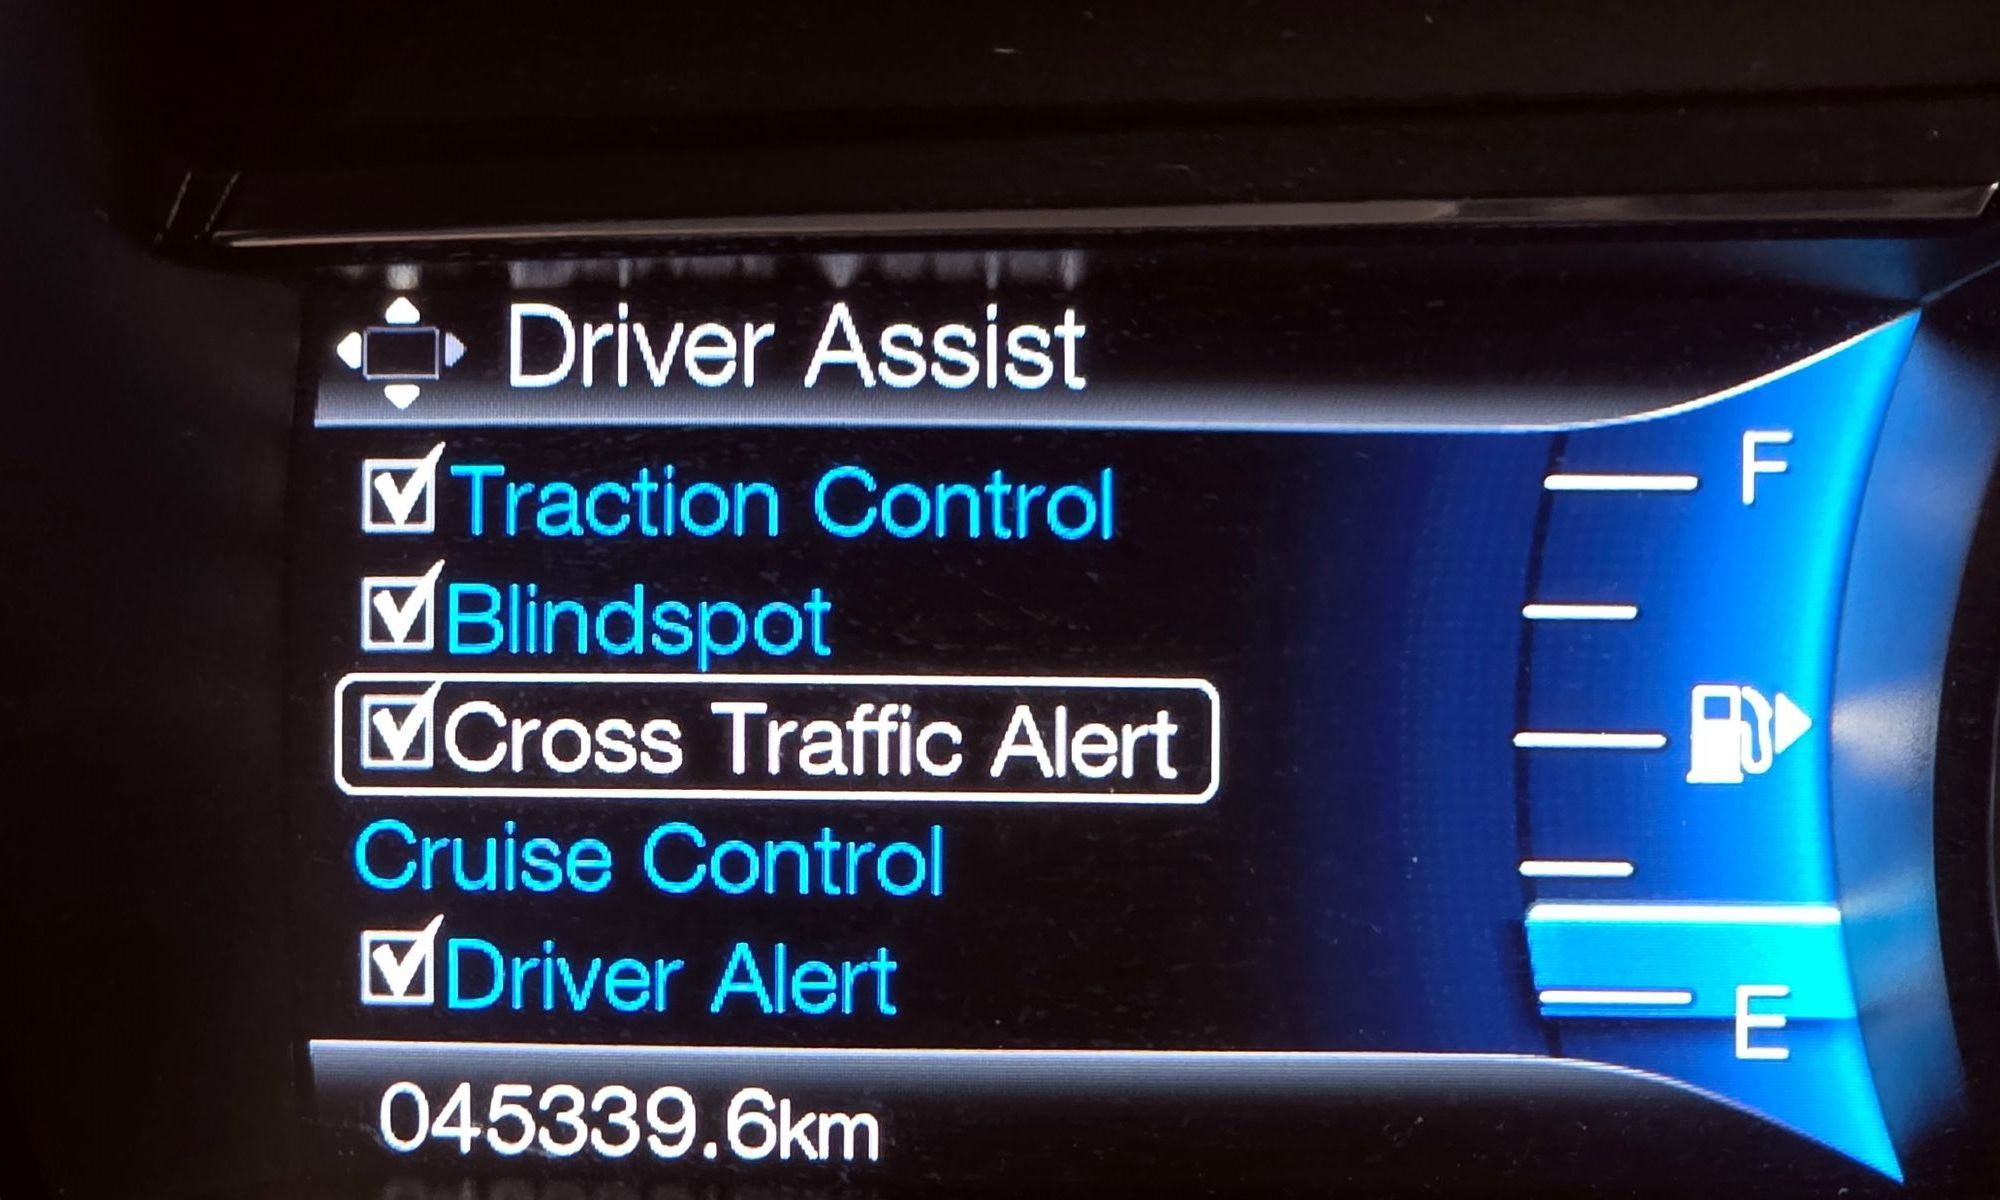 Driver Assist
Traction Control
F
Blindspot
Cross Traffic Alert
Cruise Control
Driver Alert
E
045339.6km